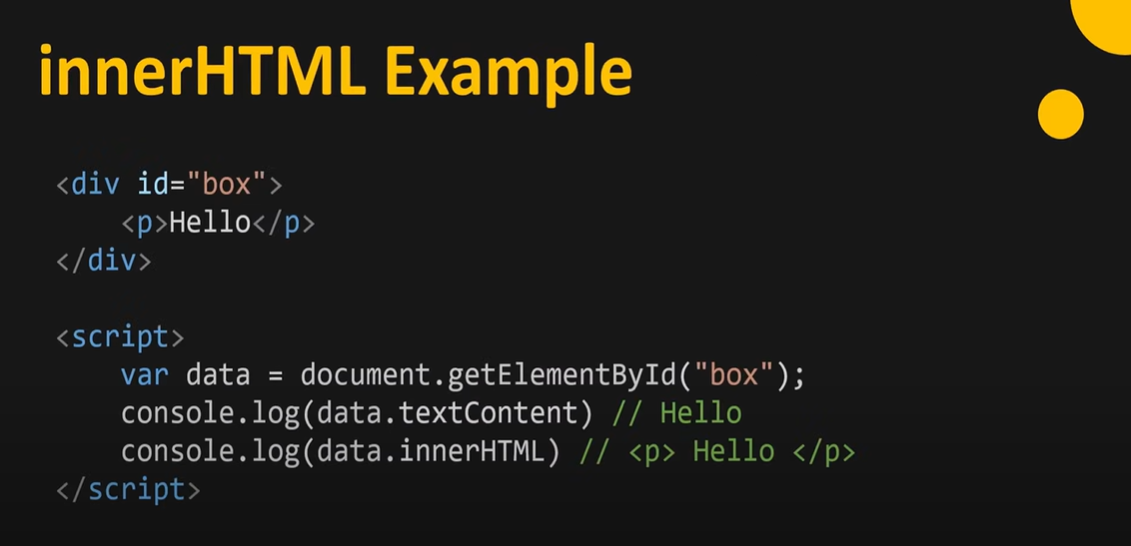 innerHTML Example
<div id="box">
    <p>Hello</p>
</div>
<script>
    var data = document.getElementById("box");
    console.log(data.textContent) // Hello
    console.log(data.innerHTML) // <p> Hello </p>
</script>